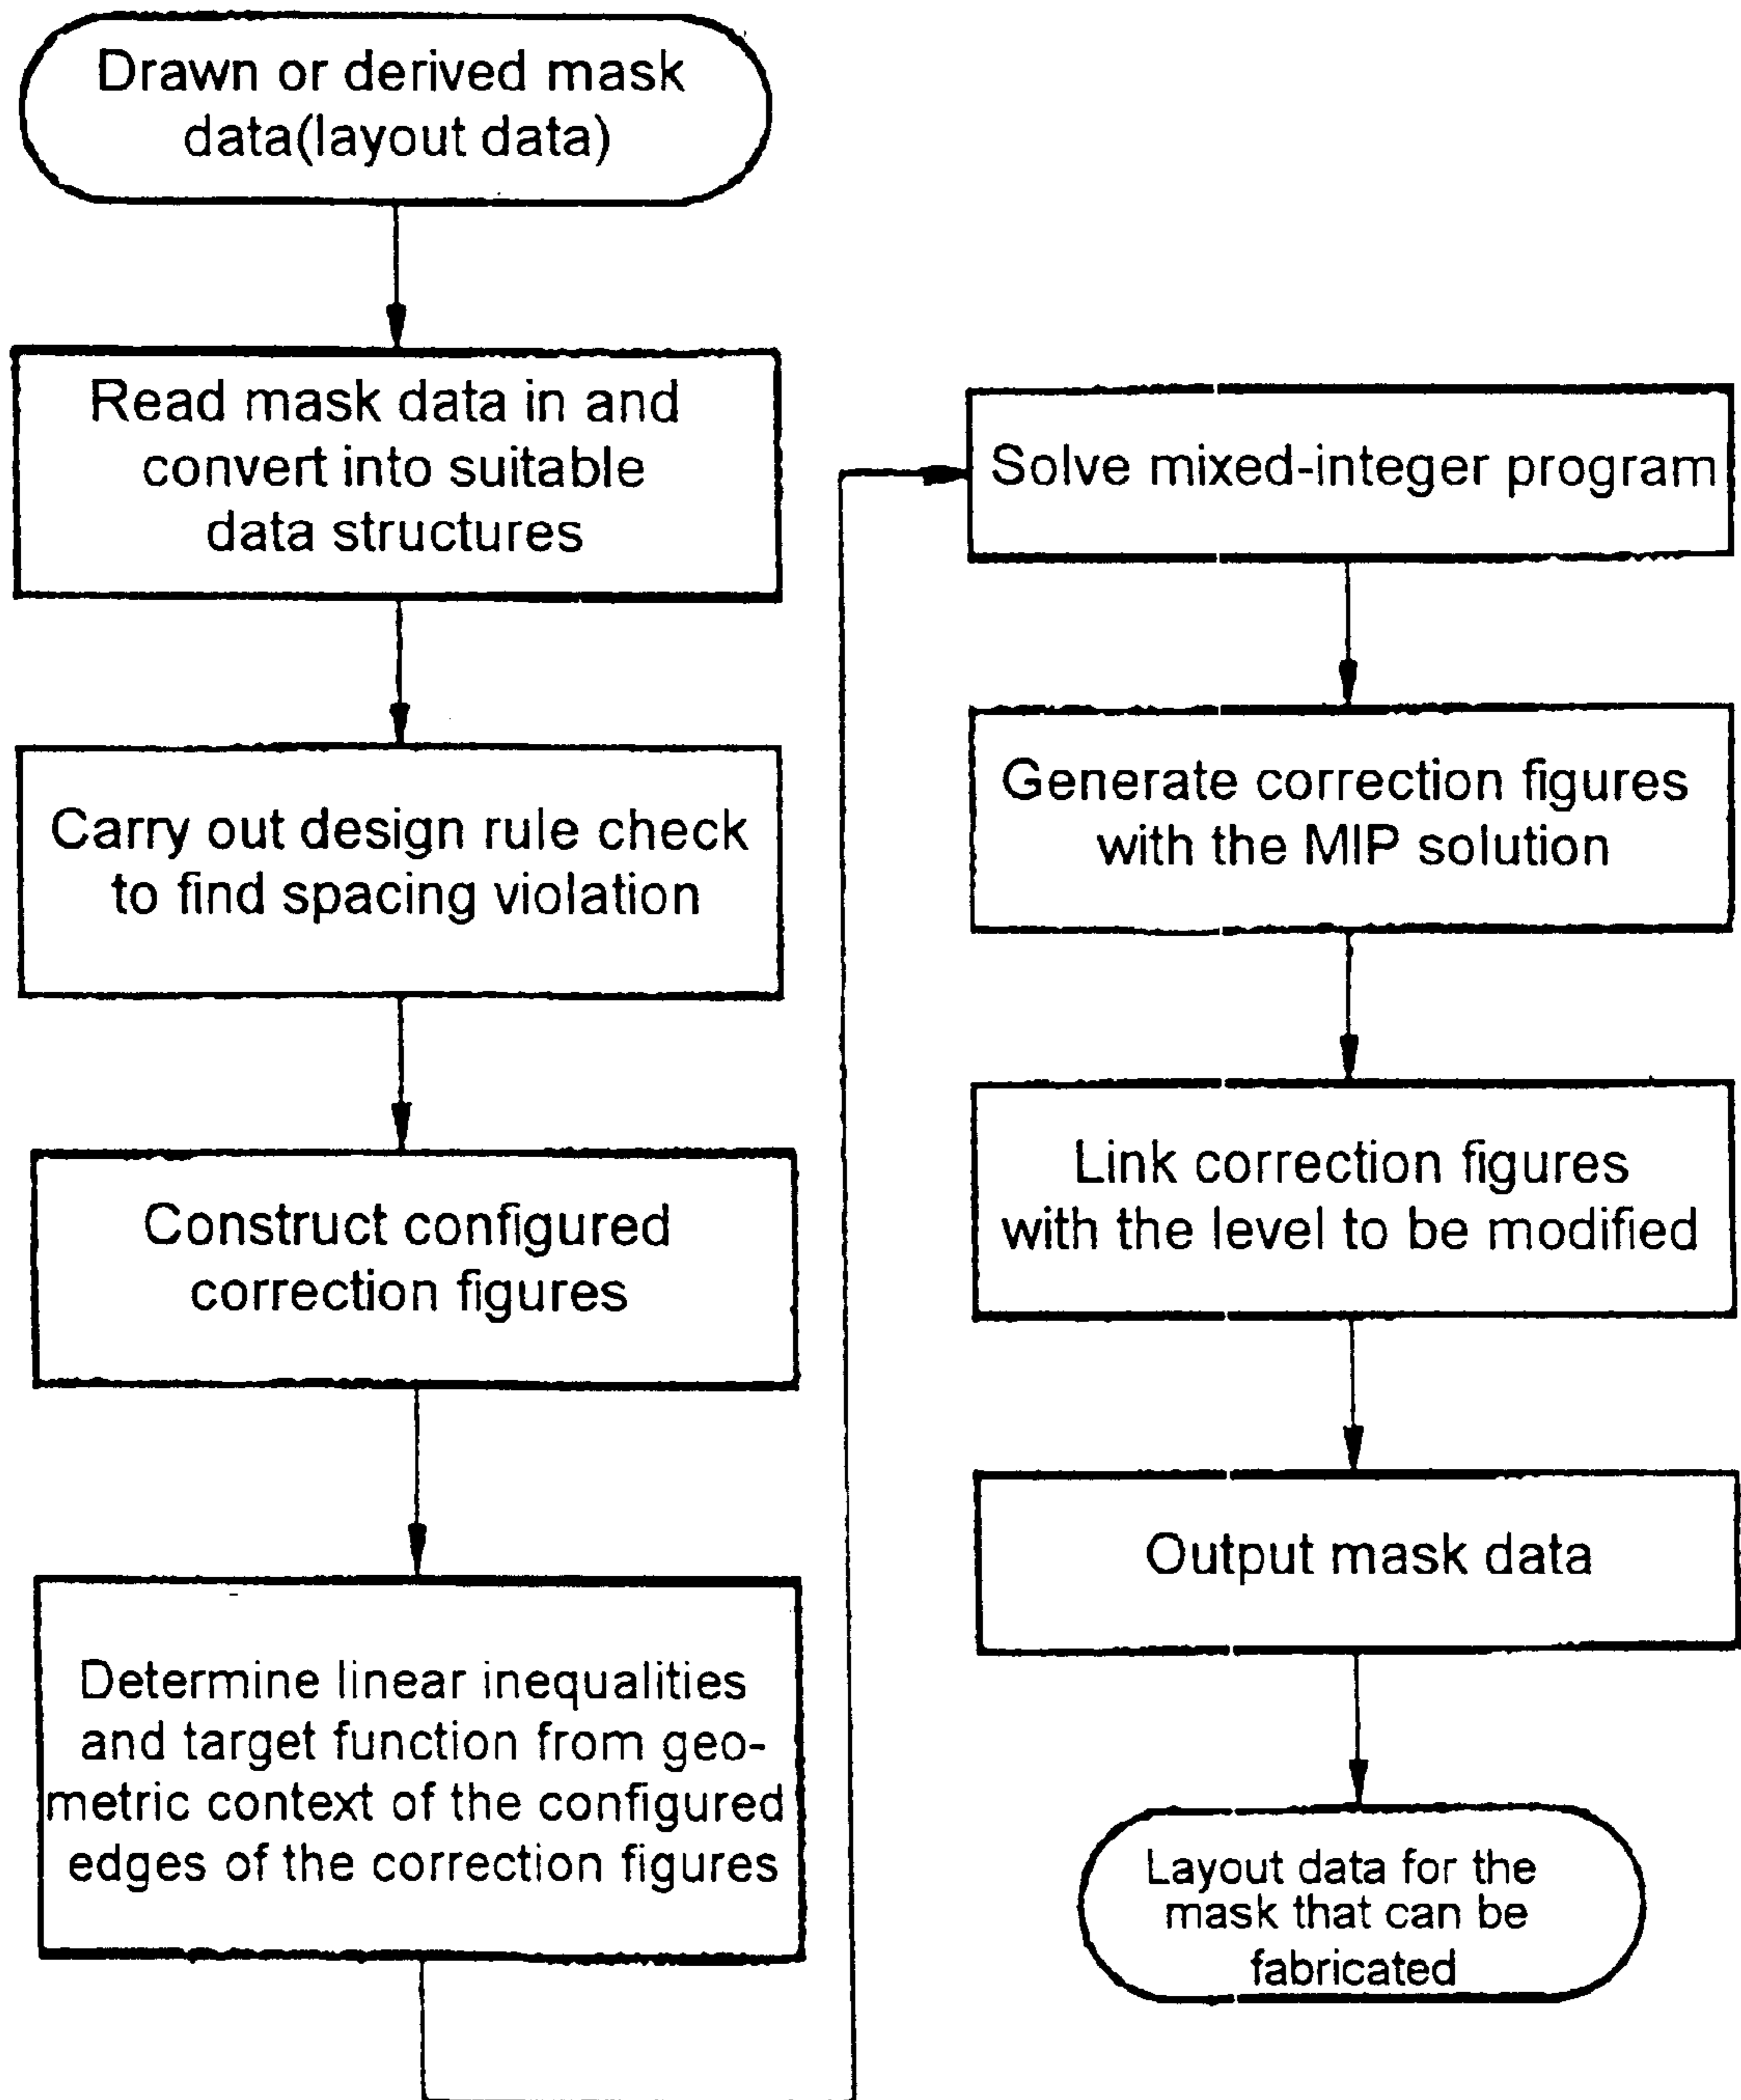 Drawn or derived mask
data(layout data)
Read mask data in and
convert into suitable
data structures
Carry out design rule check
to find spacing violation
Construct configured
correction figures
Determine linear inequalities
and target function from geo-
metric context of the configured
edges of the correction figures
Solve mixed-integer program
Generate correction figures
with the MIP solution
Link correction figures
with the level to be modified
Output mask data
Layout data for the
mask that can be
fabricated